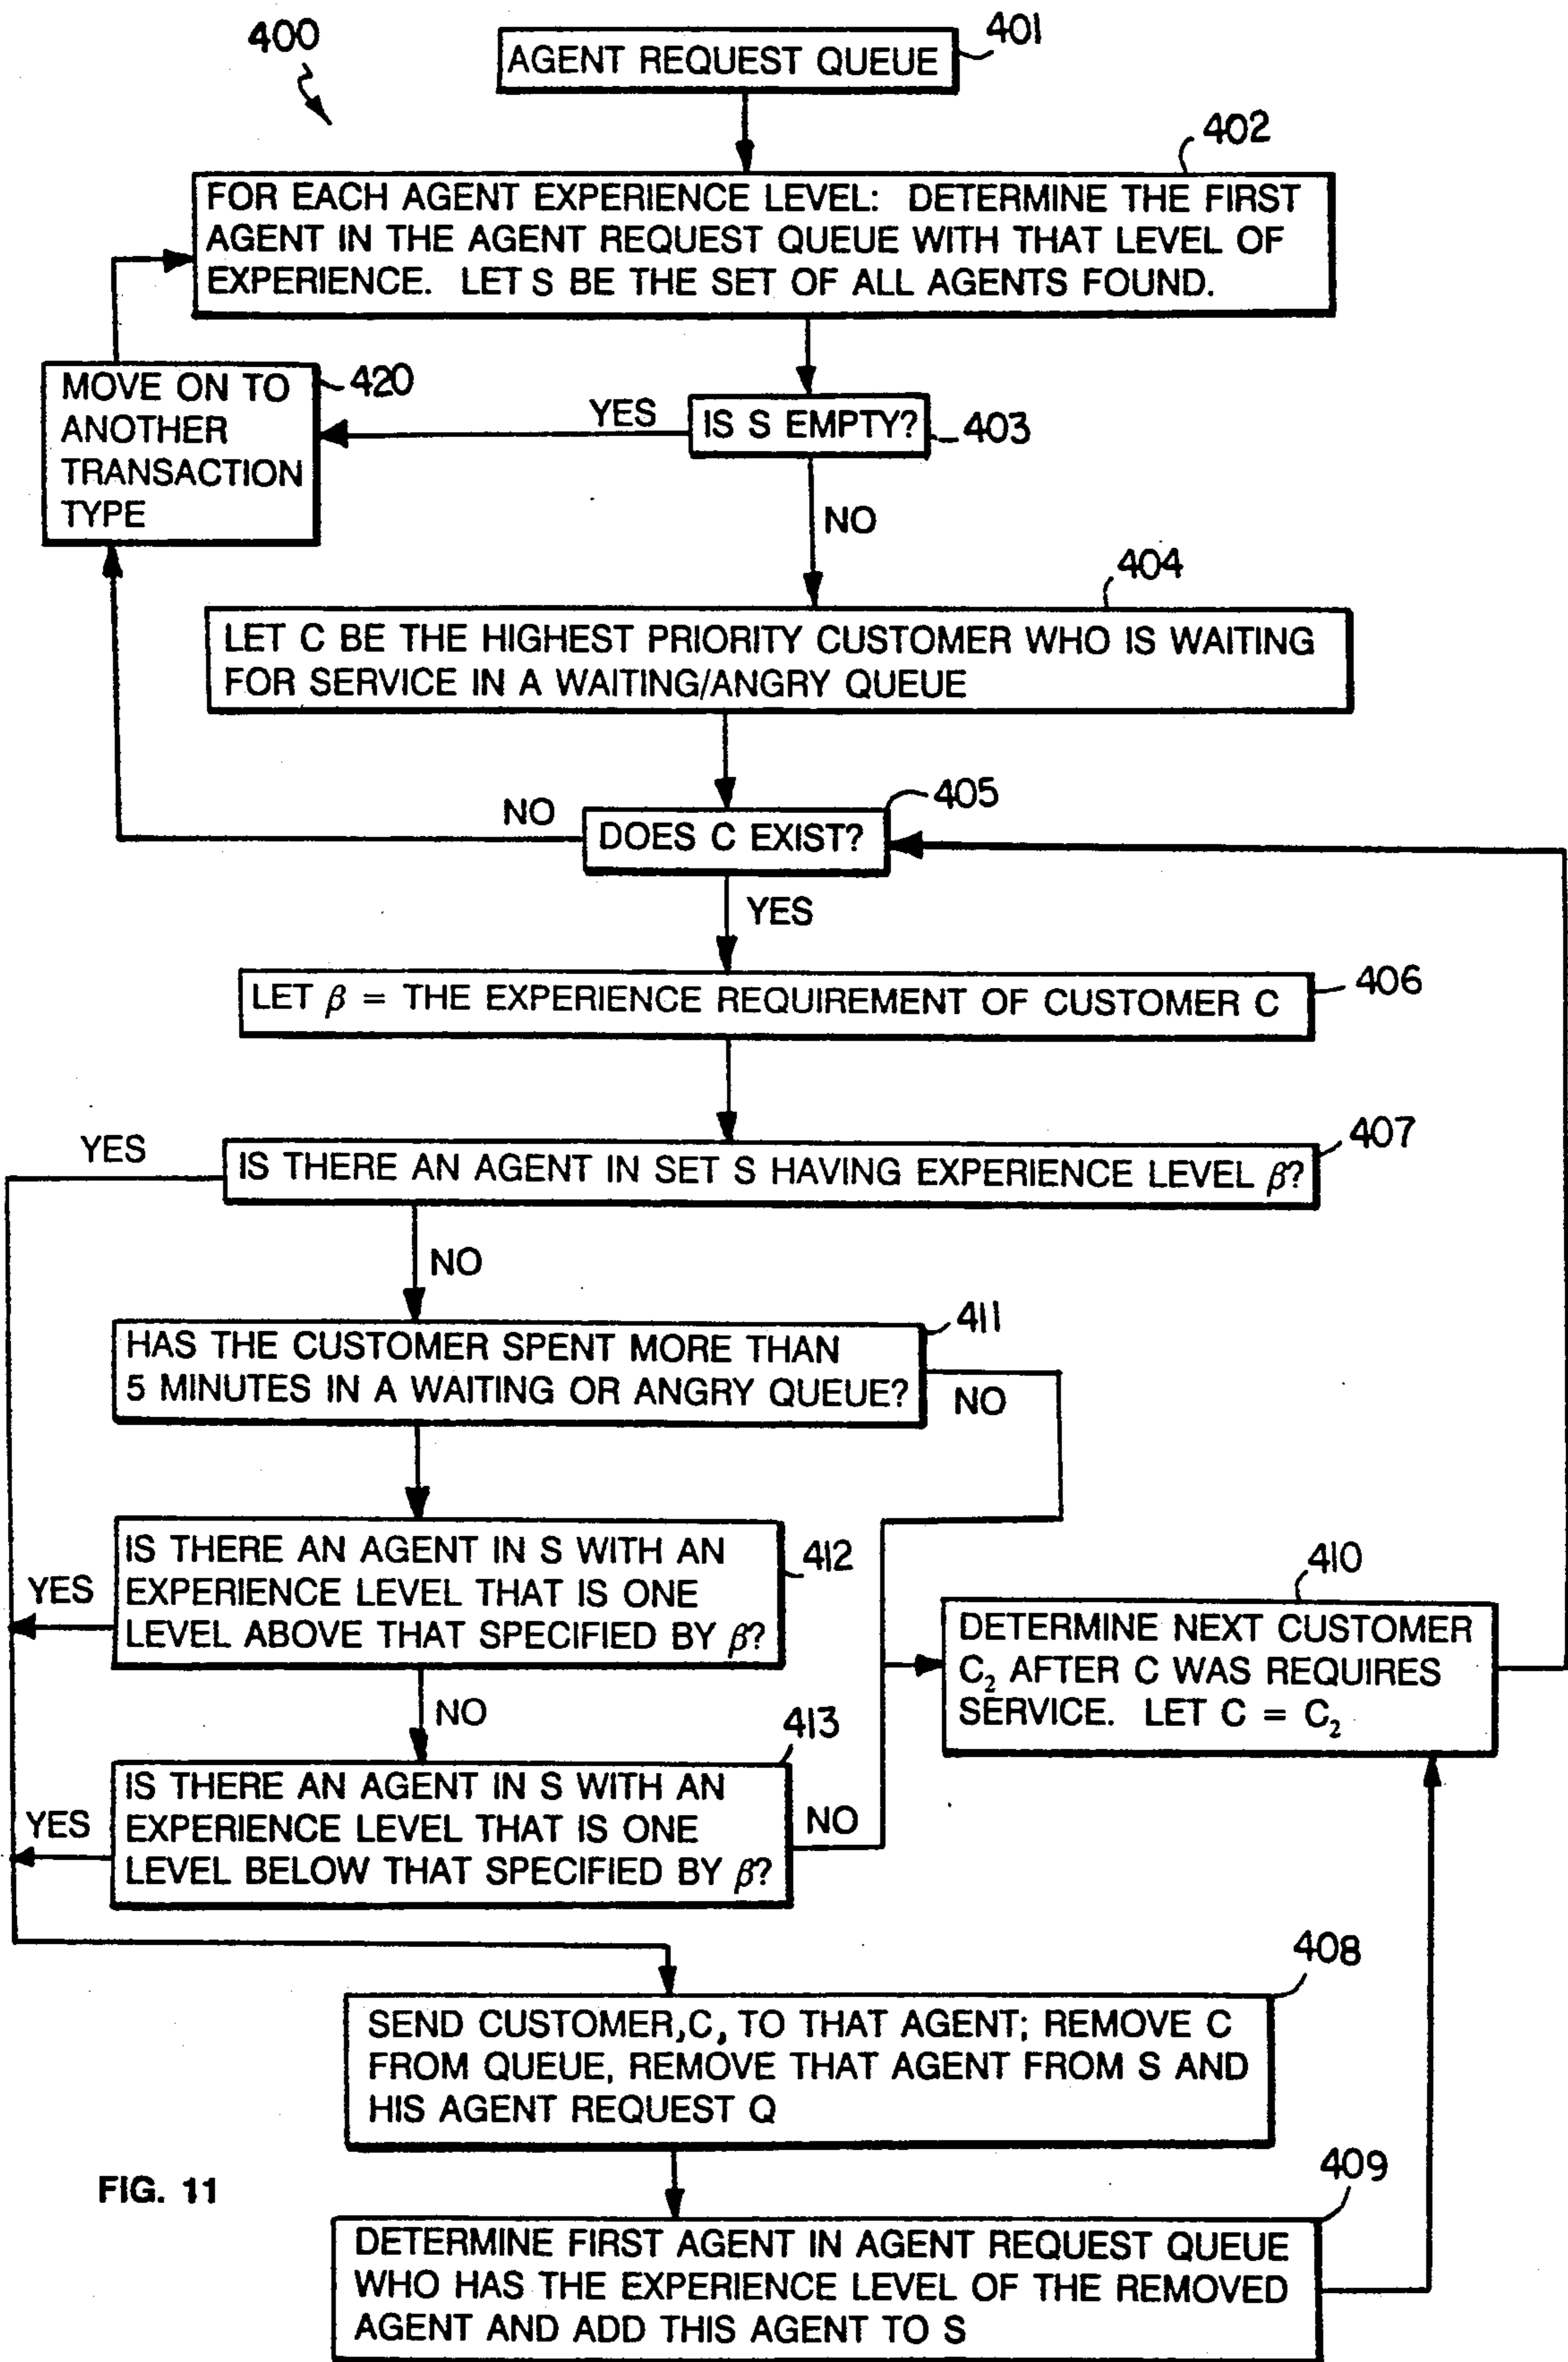 400
AGENT REQUEST QUEUE
401
402
FOR EACH AGENT EXPERIENCE LEVEL: DETERMINE THE FIRST
AGENT IN THE AGENT REQUEST QUEUE WITH THAT LEVEL OF
EXPERIENCE. LET S BE THE SET OF ALL AGENTS FOUND.
MOVE ON TO
ANOTHER
TRANSACTION
TYPE
420
YES
IS S EMPTY?
403
NO
404
LET C BE THE HIGHEST PRIORITY CUSTOMER WHO IS WAITING
FOR SERVICE IN A WAITING/ANGRY QUEUE
405
NO
DOES C EXIST?
YES
LET β = THE EXPERIENCE REQUIREMENT OF CUSTOMER C
406
407
YES
IS THERE AN AGENT IN SET S HAVING EXPERIENCE LEVEL β?
NO
411
HAS THE CUSTOMER SPENT MORE THAN
5 MINUTES IN A WAITING OR ANGRY QUEUE?
NO
IS THERE AN AGENT IN S WITH AN
EXPERIENCE LEVEL THAT IS ONE
LEVEL ABOVE THAT SPECIFIED BY β?
412
YES
NO
410
DETERMINE NEXT CUSTOMER
C₂ AFTER C WAS REQUIRES
SERVICE. LET C = C₂
413
IS THERE AN AGENT IN S WITH AN
EXPERIENCE LEVEL THAT IS ONE
LEVEL BELOW THAT SPECIFIED BY β?
YES
NO
408
SEND CUSTOMER,C, TO THAT AGENT; REMOVE C
FROM QUEUE, REMOVE THAT AGENT FROM S AND
HIS AGENT REQUEST Q
409
DETERMINE FIRST AGENT IN AGENT REQUEST QUEUE
WHO HAS THE EXPERIENCE LEVEL OF THE REMOVED
AGENT AND ADD THIS AGENT TO S
FIG. 11